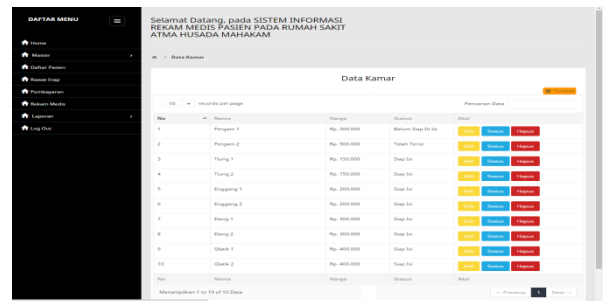 DAFTAR MENU
Home
Master
Daftar Pasien
Rawat Inap
Pembayaran
Rekam Medis
Laporan
Log Out
Selamat Datang, pada SISTEM INFORMASI
REKAM MEDIS PASIEN PADA RUMAH SAKIT
ATMA HUSADA MAHAKAM
Data Kamar
Data Kamar
Tambah
10 records per page Pencarian Data
No Nama Harga Status Aksi
1 Pergam 1 Rp. 500.000 Belum Siap Di Isi Edit Status Hapus
2 Pergam 2 Rp. 500.000 Telah Terisi Edit Status Hapus
3 Tiung 1 Rp. 150.000 Siap Isi Edit Status Hapus
4 Tiung 2 Rp. 150.000 Siap Isi Edit Status Hapus
5 Enggang 1 Rp. 200.000 Siap Isi Edit Status Hapus
6 Enggang 2 Rp. 200.000 Siap Isi Edit Status Hapus
7 Elang 1 Rp. 300.000 Siap Isi Edit Status Hapus
8 Elang 2 Rp. 300.000 Siap Isi Edit Status Hapus
9 Gletik 1 Rp. 400.000 Siap Isi Edit Status Hapus
10 Gletik 2 Rp. 400.000 Siap Isi Edit Status Hapus
No Nama Harga Status Aksi
Menampilkan 1 to 10 of 10 Data ← Previous 1 Next →